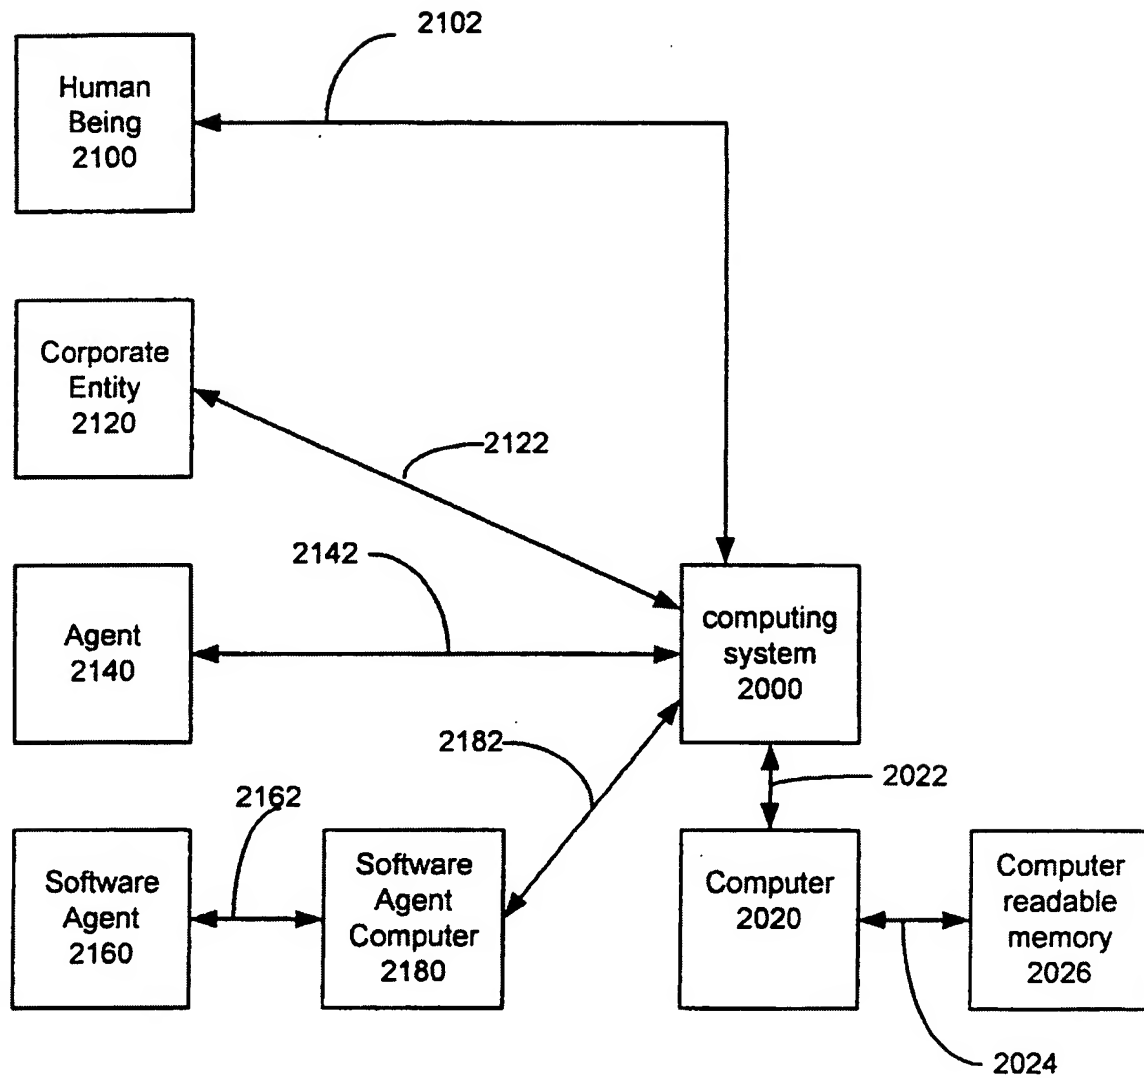 2102
Human
Being
2100
Corporate
Entity
2120
2122
2142
Agent
2140
computing
system
2000
2182
2022
2162
Software
Agent
2160
Software
Agent
Computer
2180
Computer
2020
Computer
readable
memory
2026
2024